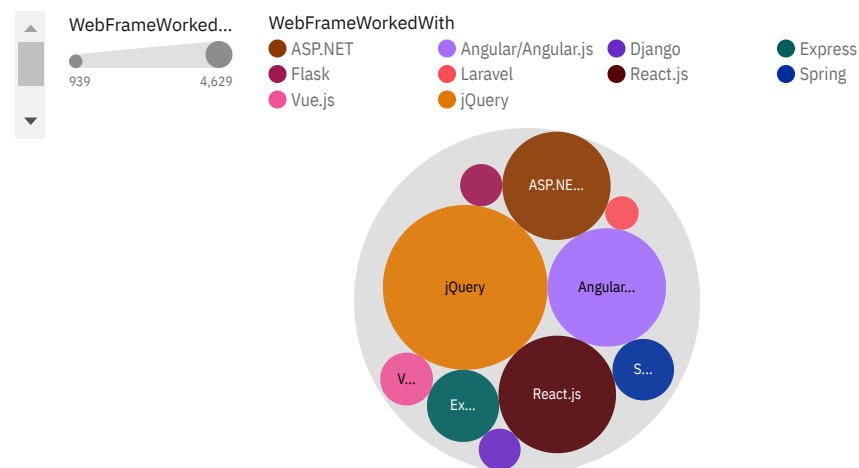 WebFrameWorked...
939 4,629
WebFrameWorkedWith
ASP.NET Angular/Angular.js Django Express
Flask Laravel React.js Spring
Vue.js jQuery
ASP.NE...
jQuery
Angular...
S...
V...
Ex...
React.js